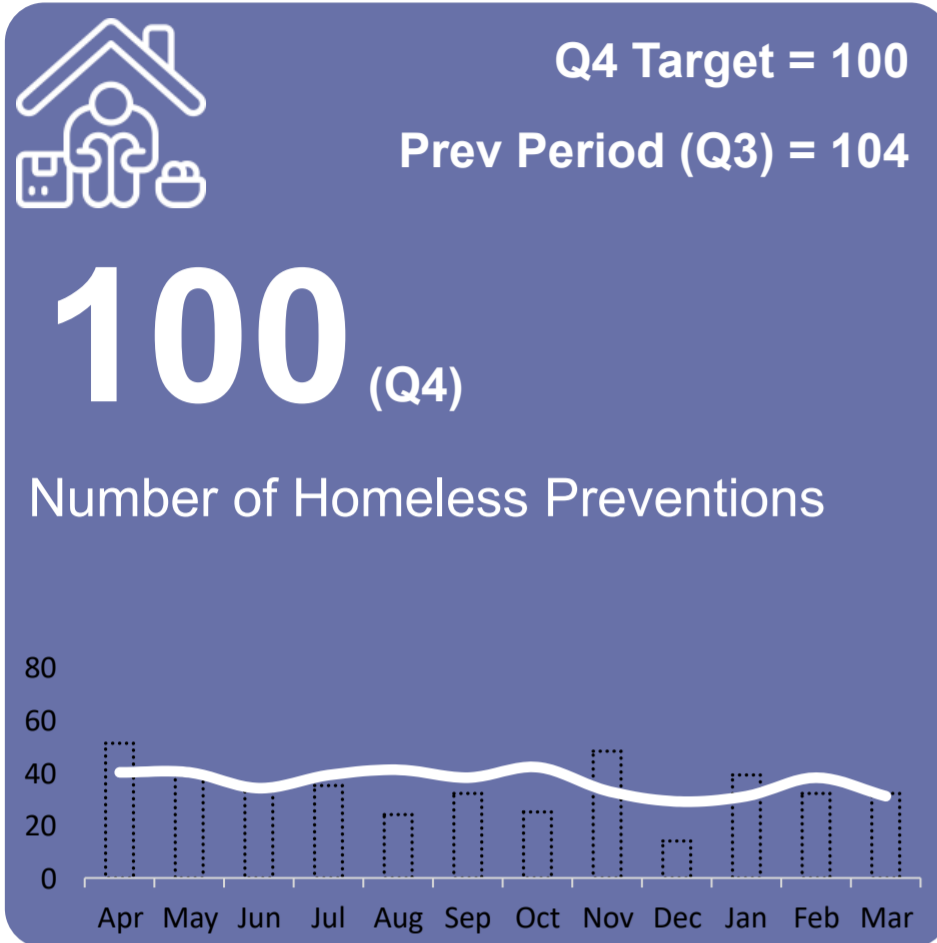 Q4 Target = 100
Prev Period (Q3) = 104
100 (Q4)
Number of Homeless Preventions
80
60
40
20
0
Apr May Jun Jul Aug Sep Oct Nov Dec Jan Feb Mar